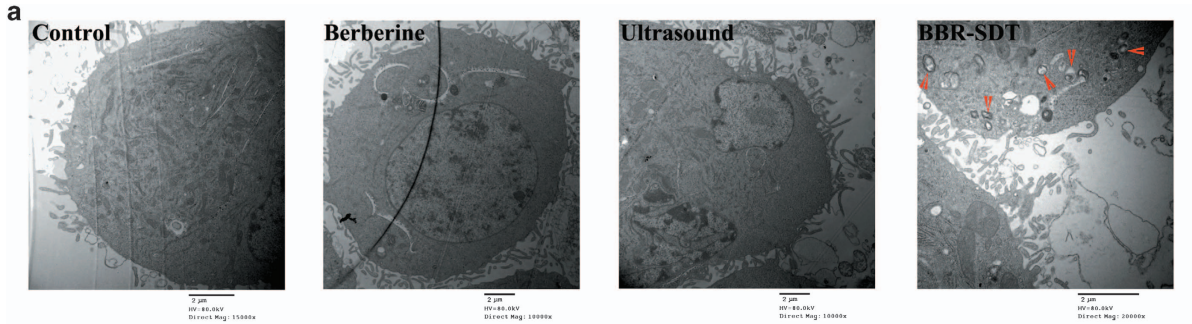 a
Control
Berberine
Ultrasound
BBR-SDT
2 µm
HV=80.0kV
Direct Mag: 15000x
2 µm
HV=80.0kV
Direct Mag: 10000x
2 µm
HV=80.0kV
Direct Mag: 10000x
2 µm
HV=80.0kV
Direct Mag: 20000x